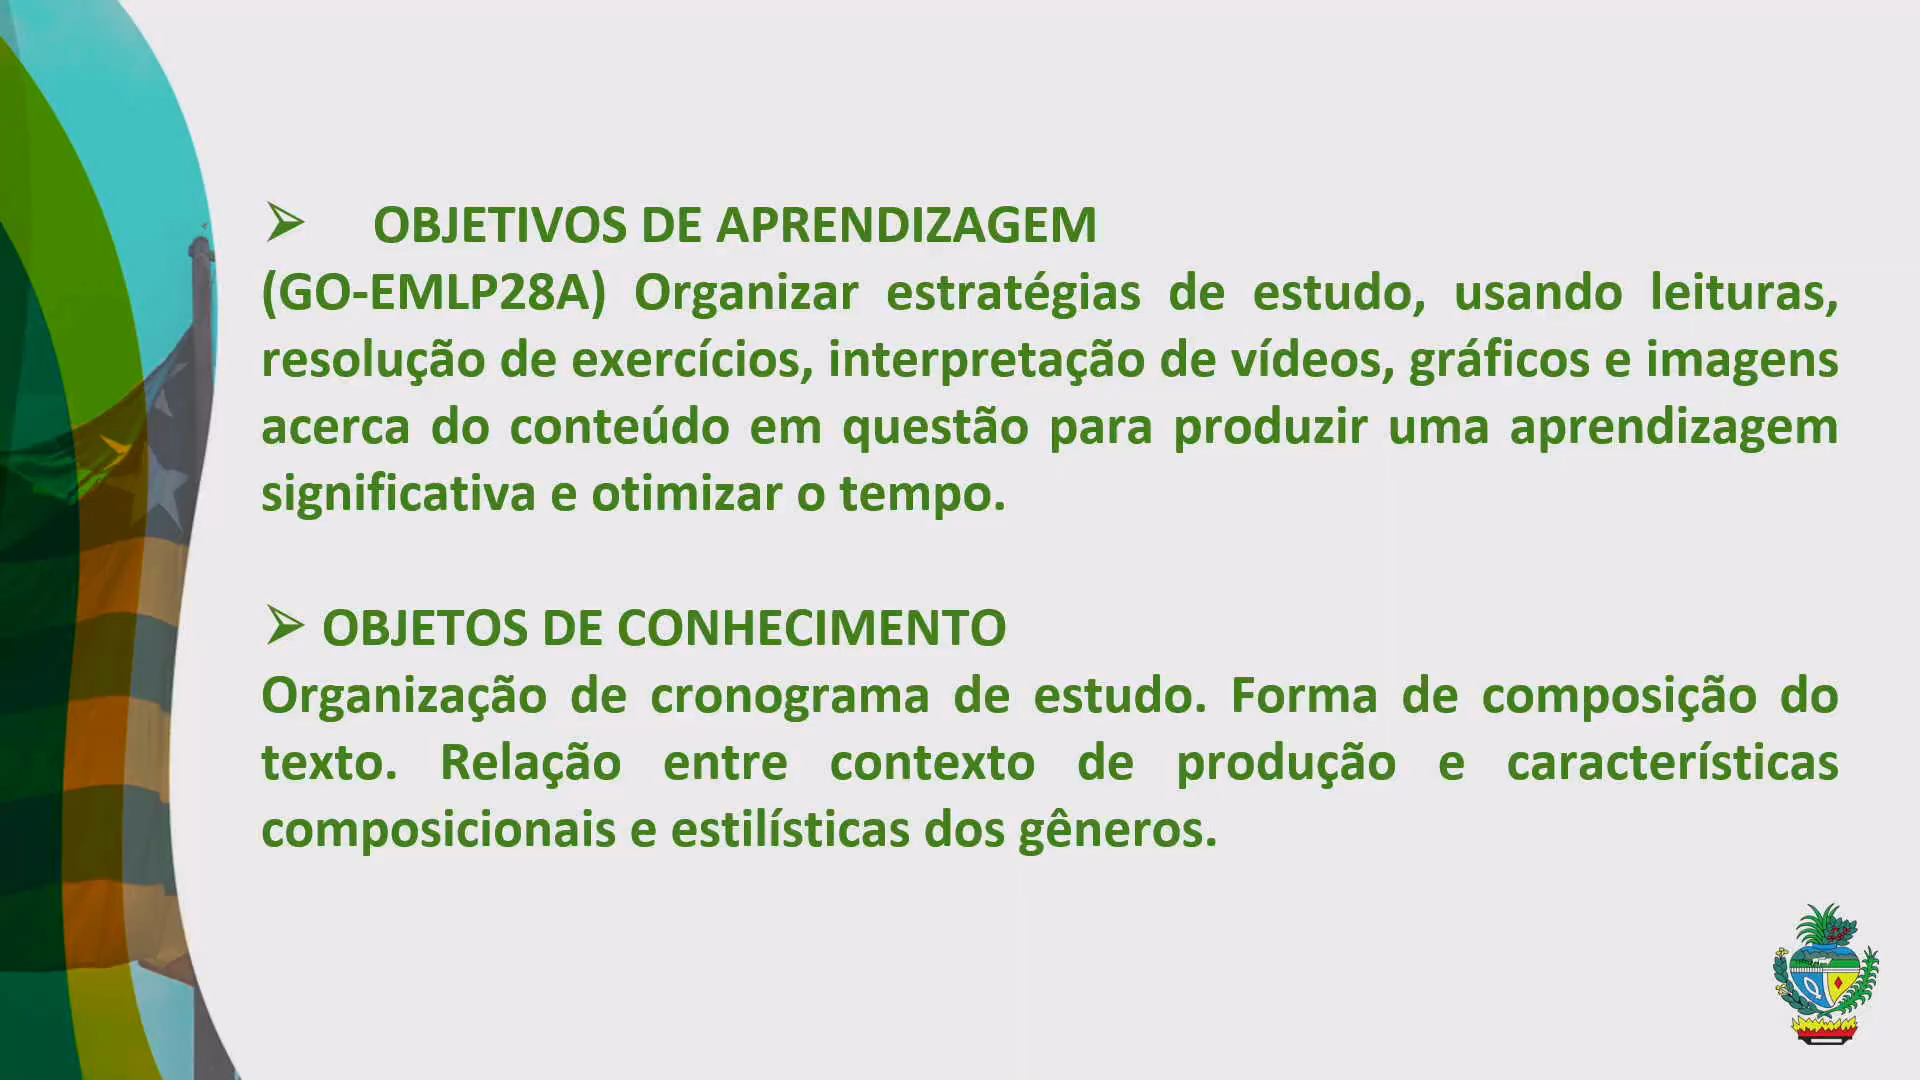 ➢ OBJETIVOS DE APRENDIZAGEM
(GO-EMLP28A) Organizar estratégias de estudo, usando leituras,
resolução de exercícios, interpretação de vídeos, gráficos e imagens
acerca do conteúdo em questão para produzir uma aprendizagem
significativa e otimizar o tempo.
➢ OBJETOS DE CONHECIMENTO
Organização de cronograma de estudo. Forma de composição do
texto. Relação entre contexto de produção e características
composicionais e estilísticas dos gêneros.